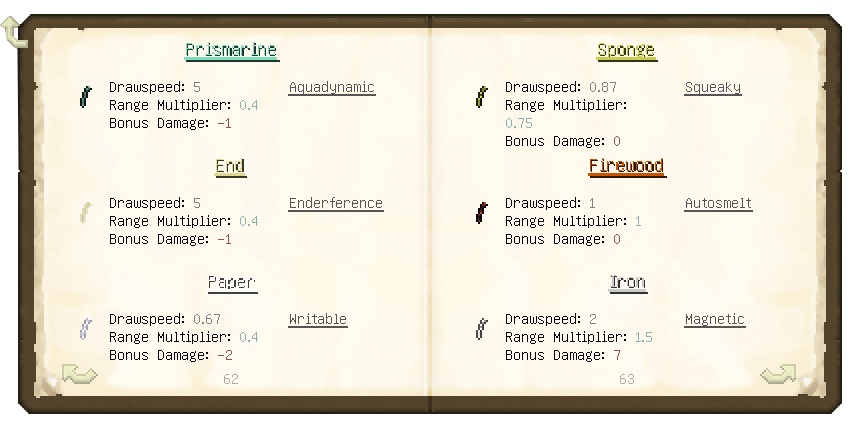 Prismarine
Drawspeed: 5
Aquadynamic
Range Multiplier: 0.4
Bonus Damage: -1
End
Drawspeed: 5
Enderference
Range Multiplier: 0.4
Bonus Damage: -1
Paper
Drawspeed: 0.67
Writable
Range Multiplier: 0.4
Bonus Damage: -2
62
Sponge
Drawspeed: 0.87
Squeaky
Range Multiplier:
0.75
Bonus Damage: 0
Firewood
Drawspeed: 1
Autosmelt
Range Multiplier: 1
Bonus Damage: 0
Iron
Drawspeed: 2
Magnetic
Range Multiplier: 1.5
Bonus Damage: 7
63